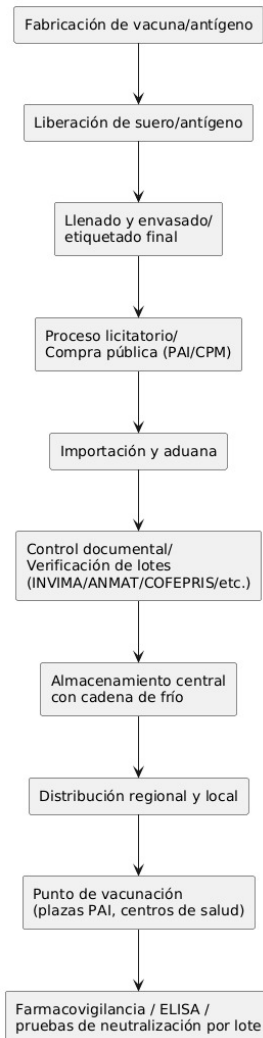 Fabricación de vacuna/antígeno
Liberación de suero/antígeno
Llenado y envasado/
etiquetado final
Proceso licitatorio/
Compra pública (PAI/CPM)
Importación y aduana
Control documental/
Verificación de lotes
(INVIMA/ANMAT/COFEPRIS/etc.)
Almacenamiento central
con cadena de frío
Distribución regional y local
Punto de vacunación
(plazas PAI, centros de salud)
Farmacovigilancia / ELISA /
pruebas de neutralización por lote